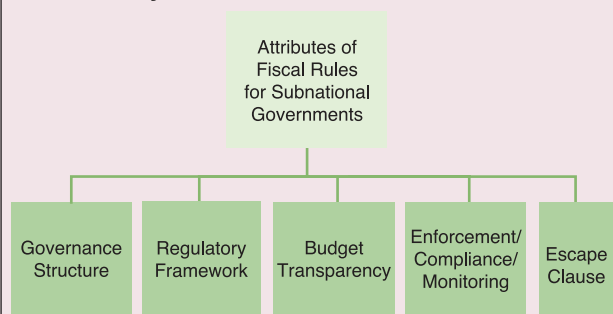 Attributes of
Fiscal Rules
for Subnational
Governments
Governance
Structure
Regulatory
Framework
Budget
Transparency
Enforcement/
Compliance/
Monitoring
Escape
Clause